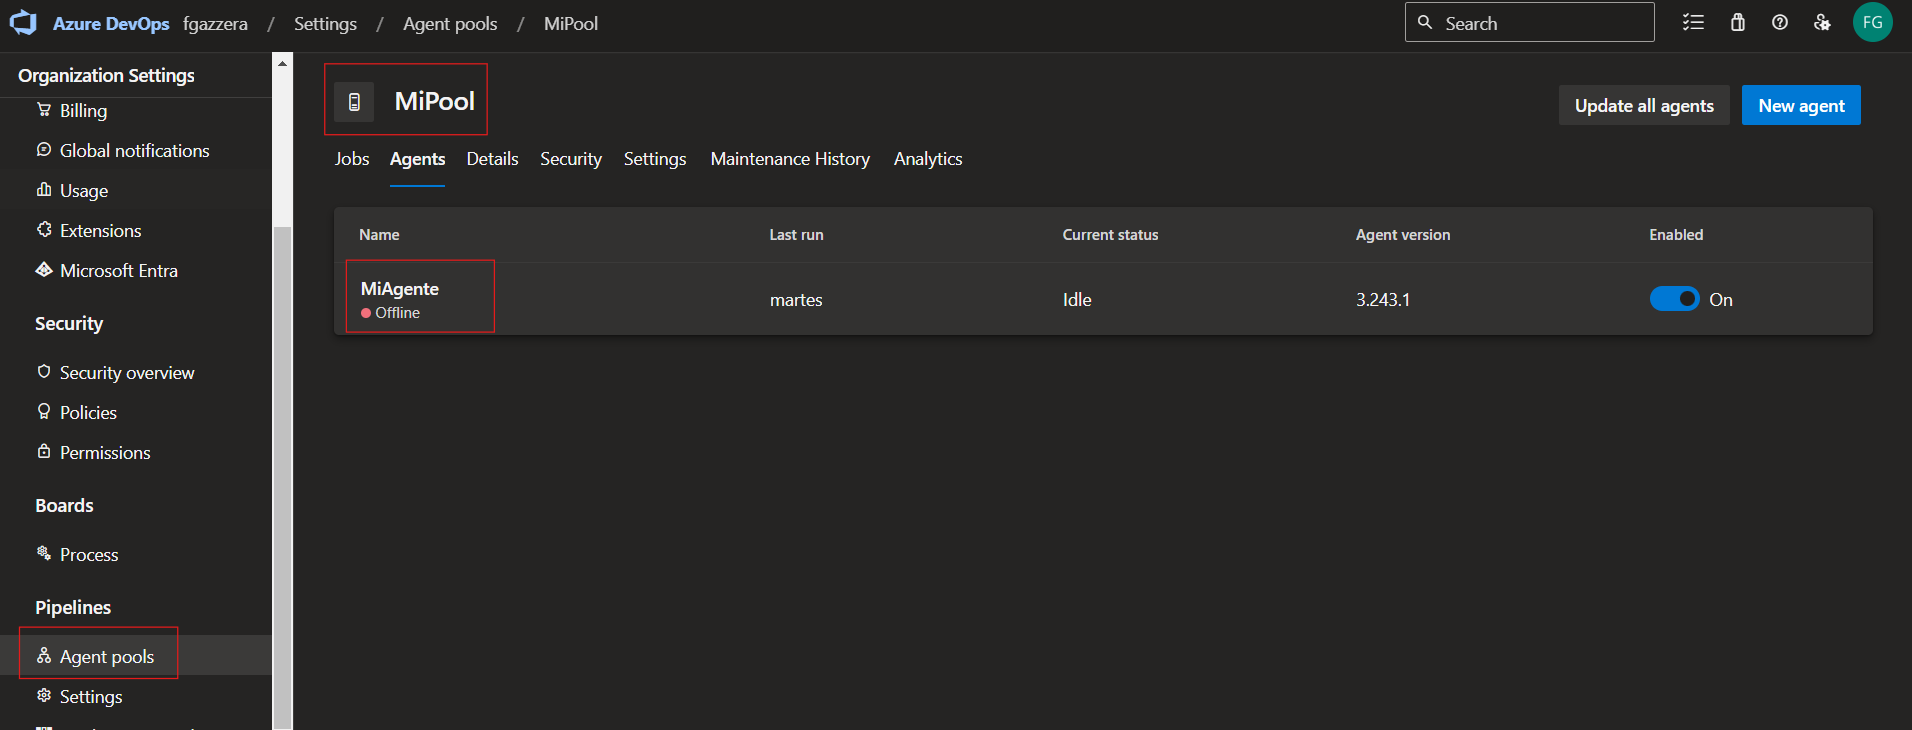 Azure DevOps fgazzera / Settings / Agent pools / MiPool
Search
FG
Organization Settings
Billing
Global notifications
Usage
Extensions
Microsoft Entra
Security
Security overview
Policies
Permissions
Boards
Process
Pipelines
Agent pools
Settings
MiPool
Update all agents
New agent
Jobs Agents Details Security Settings Maintenance History Analytics
Name Last run Current status Agent version Enabled
MiAgente martes Idle 3.243.1 On
Offline